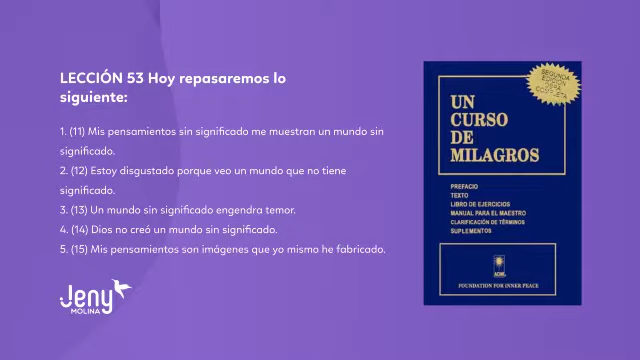 LECCIÓN 53 Hoy repasaremos lo
siguiente:
1. (11) Mis pensamientos sin significado me muestran un mundo sin
significado.
2. (12) Estoy disgustado porque veo un mundo que no tiene
significado.
3. (13) Un mundo sin significado engendra temor.
4. (14) Dios no creó un mundo sin significado.
5. (15) Mis pensamientos son imágenes que yo mismo he fabricado.
Jeny
MOLINA
SEGUNDA
EDICIÓN
OBRA
COMPLETA
UN
CURSO
DE
MILAGROS
PREFACIO
TEXTO
LIBRO DE EJERCICIOS
MANUAL PARA EL MAESTRO
CLARIFICACIÓN DE TÉRMINOS
SUPLEMENTOS
ACIM
FOUNDATION FOR INNER PEACE